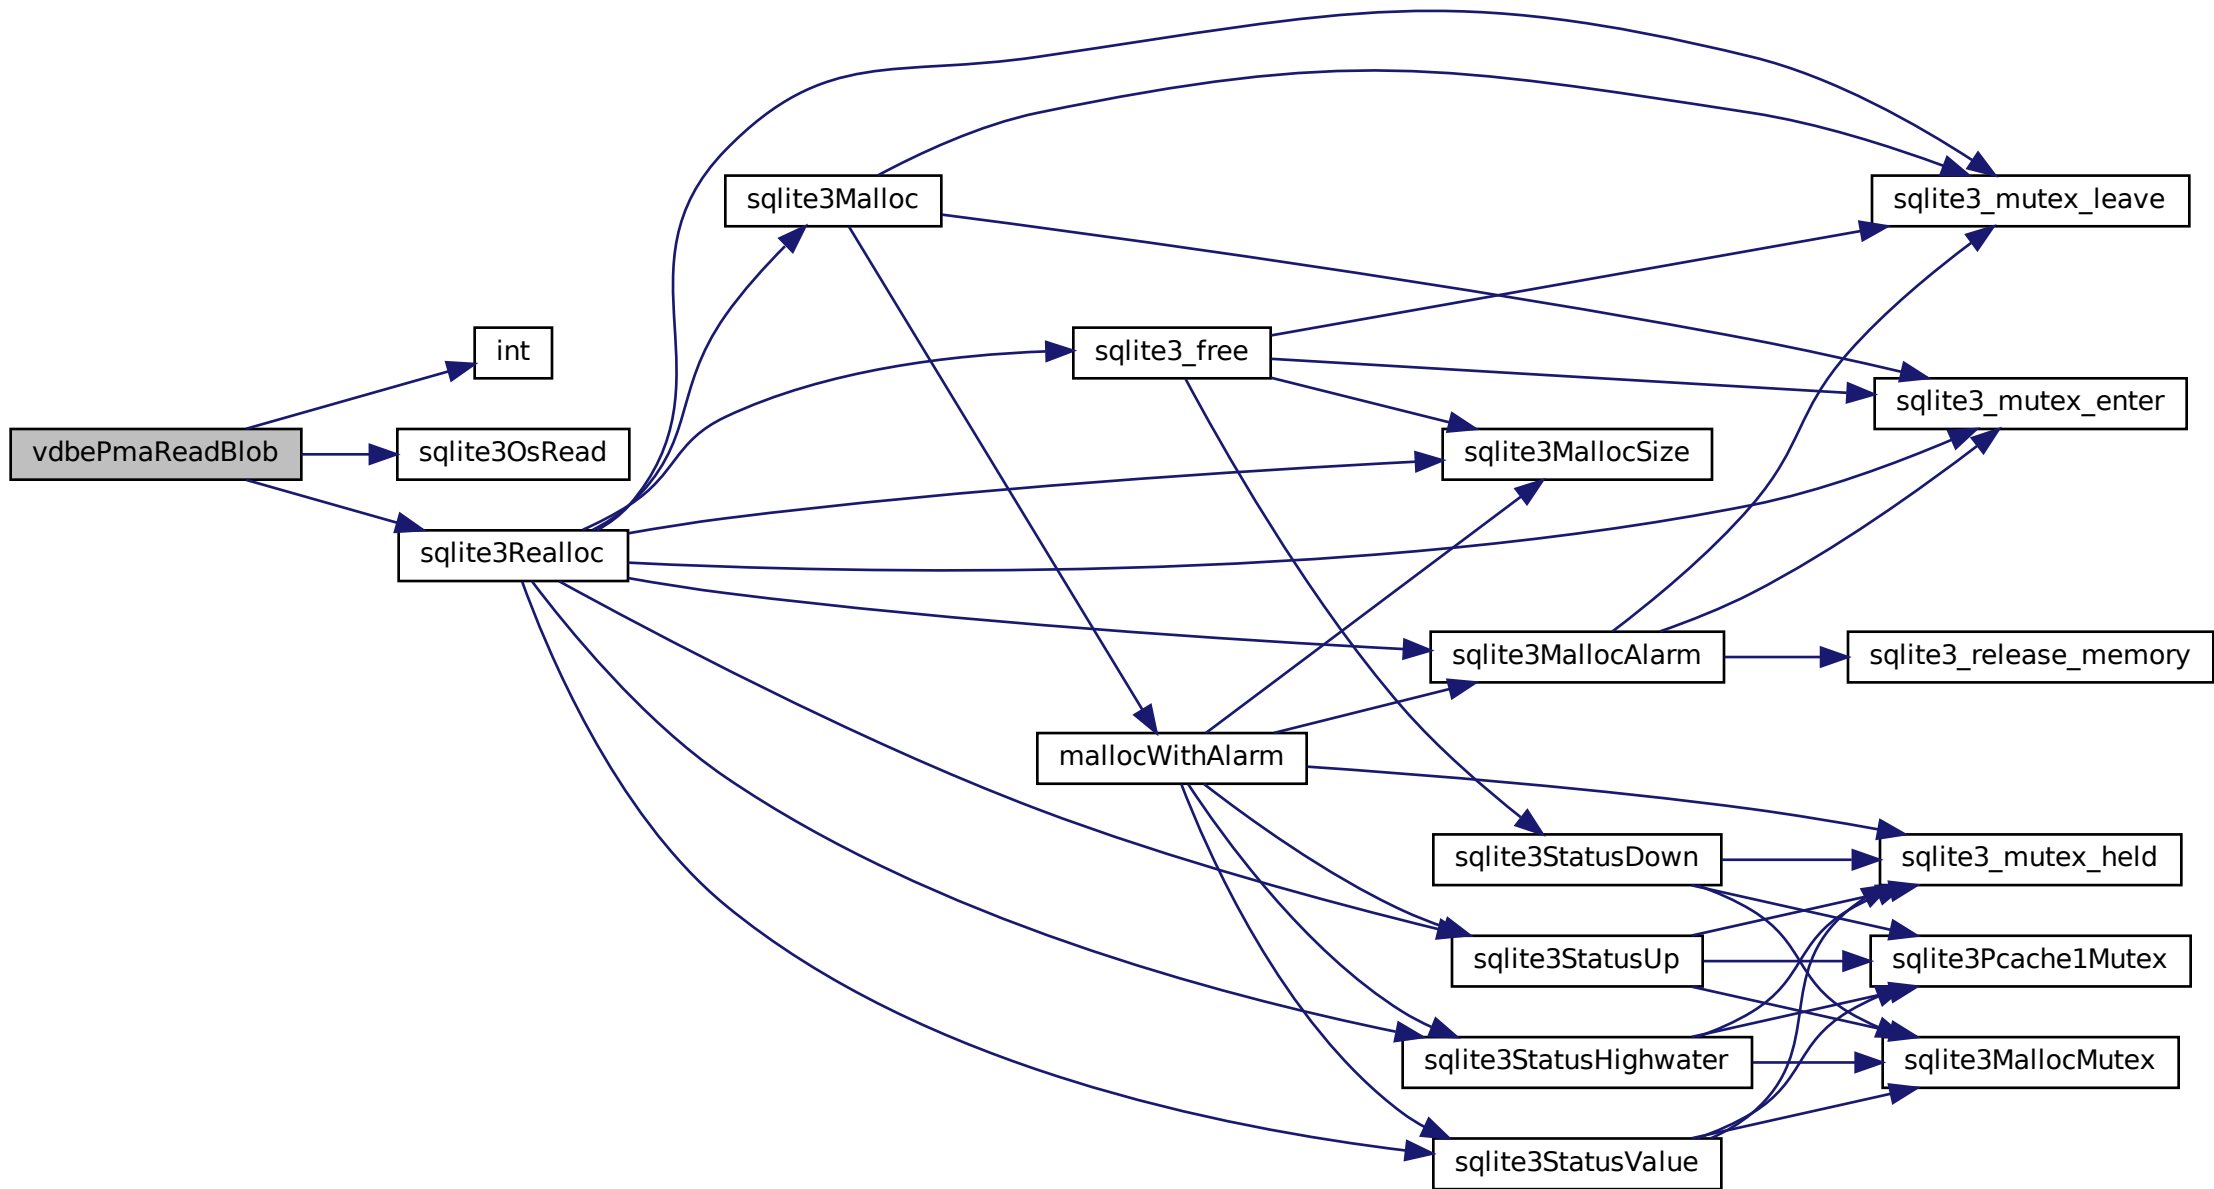 vdbePmaReadBlob
int
sqlite3OsRead
sqlite3Realloc
sqlite3Malloc
sqlite3_free
mallocWithAlarm
sqlite3MallocSize
sqlite3MallocAlarm
sqlite3StatusDown
sqlite3StatusUp
sqlite3StatusHighwater
sqlite3StatusValue
sqlite3_mutex_leave
sqlite3_mutex_enter
sqlite3_release_memory
sqlite3_mutex_held
sqlite3Pcache1Mutex
sqlite3MallocMutex